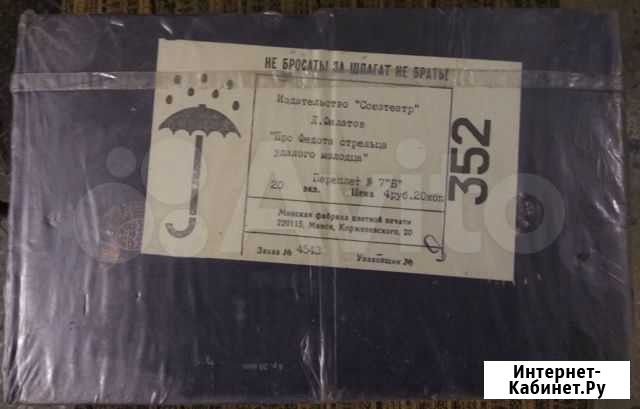 НЕ БРОСАТЬ! ЗА ШПАГАТ НЕ БРАТЬ!
Издательство "Союзтеатр"
Л.Филатов
"Про Федота стрельца
удалого молодца"
Переплет № 7"Б"
20 экз. Цена 4руб.20коп
Минская фабрика цветной печати
220115, Минск, Корженевского, 20
Заказ № 4543 Упаковщик № 9
352
Avito
Интернет-
Кабинет.Ру